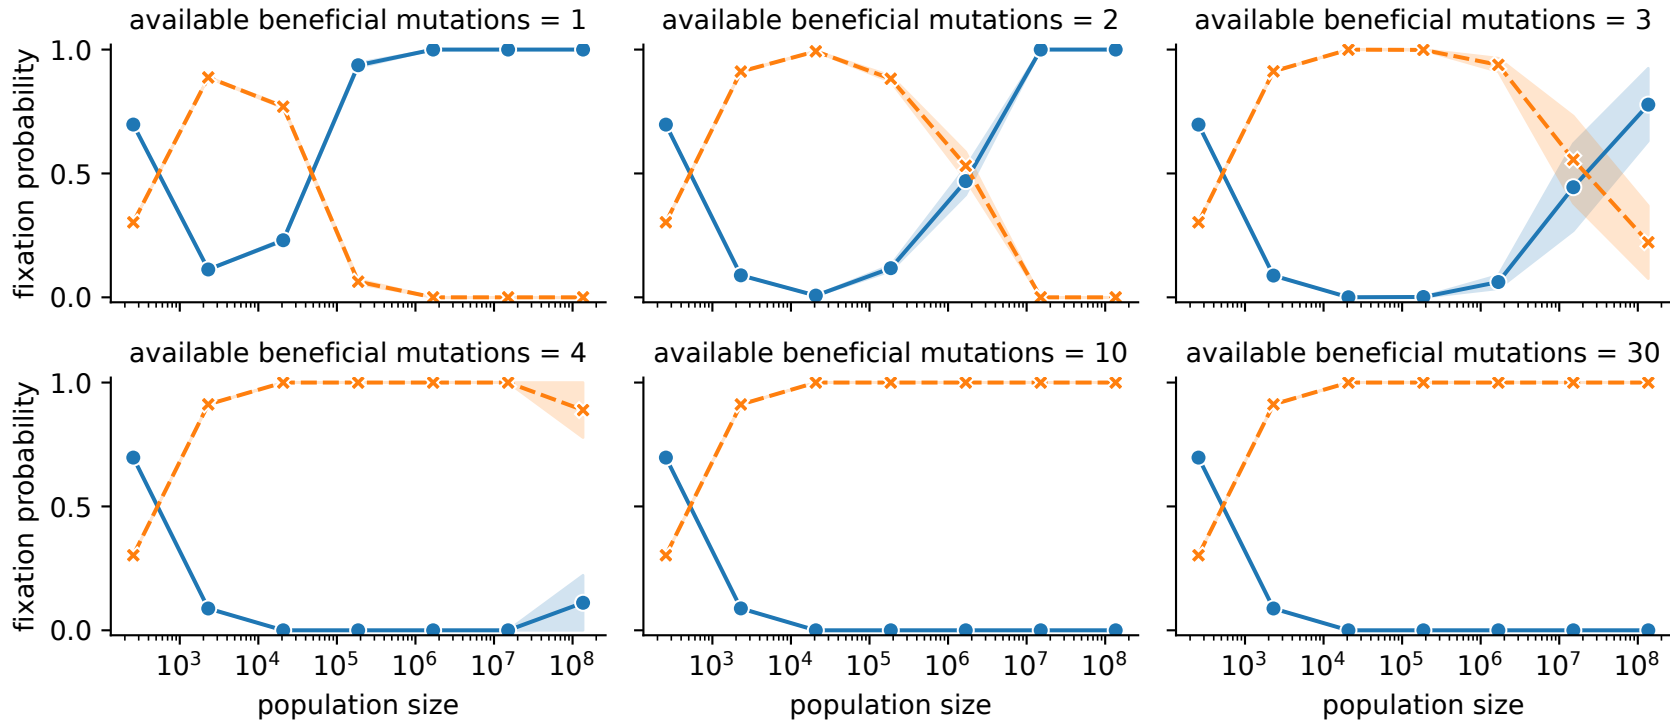 available beneficial mutations = 1
available beneficial mutations = 2
available beneficial mutations = 3
fixation probability
1.0
0.5
0.0
available beneficial mutations = 4
available beneficial mutations = 10
available beneficial mutations = 30
fixation probability
1.0
0.5
0.0
10³ 10⁴ 10⁵ 10⁶ 10⁷ 10⁸
10³ 10⁴ 10⁵ 10⁶ 10⁷ 10⁸
10³ 10⁴ 10⁵ 10⁶ 10⁷ 10⁸
population size
population size
population size